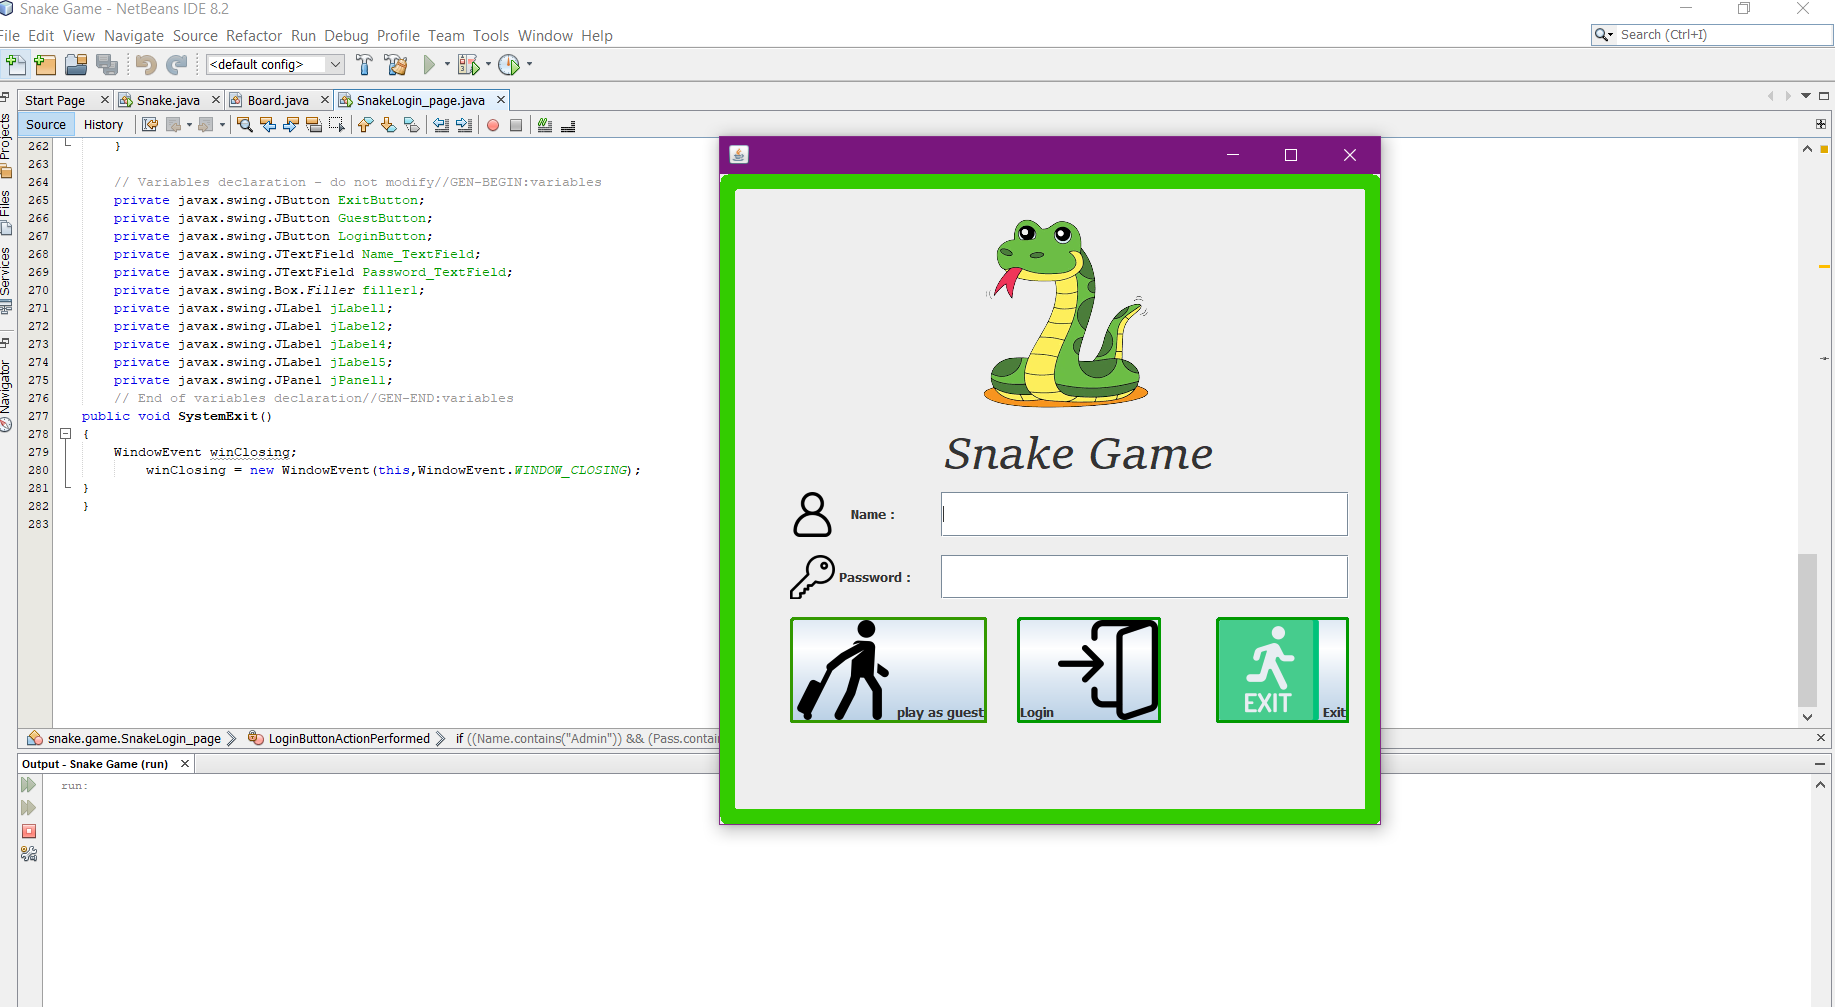 Snake Game - NetBeans IDE 8.2
File Edit View Navigate Source Refactor Run Debug Profile Team Tools Window Help
Search (Ctrl+I)
<default config>
Start Page Snake.java Board.java SnakeLogin_page.java
Source History
Projects
Files
Services
Navigator
262 }
263
264 // Variables declaration - do not modify//GEN-BEGIN:variables
265 private javax.swing.JButton ExitButton;
266 private javax.swing.JButton GuestButton;
267 private javax.swing.JButton LoginButton;
268 private javax.swing.JTextField Name_TextField;
269 private javax.swing.JTextField Password_TextField;
270 private javax.swing.Box.Filler filler1;
271 private javax.swing.JLabel jLabel1;
272 private javax.swing.JLabel jLabel2;
273 private javax.swing.JLabel jLabel4;
274 private javax.swing.JLabel jLabel5;
275 private javax.swing.JPanel jPanel1;
276 // End of variables declaration//GEN-END:variables
277 public void SystemExit()
278 {
279 WindowEvent winClosing;
280 winClosing = new WindowEvent(this,WindowEvent.WINDOW_CLOSING);
281 }
282 }
283
Snake Game
Name :
Password :
play as guest
Login
EXIT
Exit
snake.game.SnakeLogin_page LoginButtonActionPerformed if ((Name.contains("Admin")) && (Pass.contai
Output - Snake Game (run)
run: